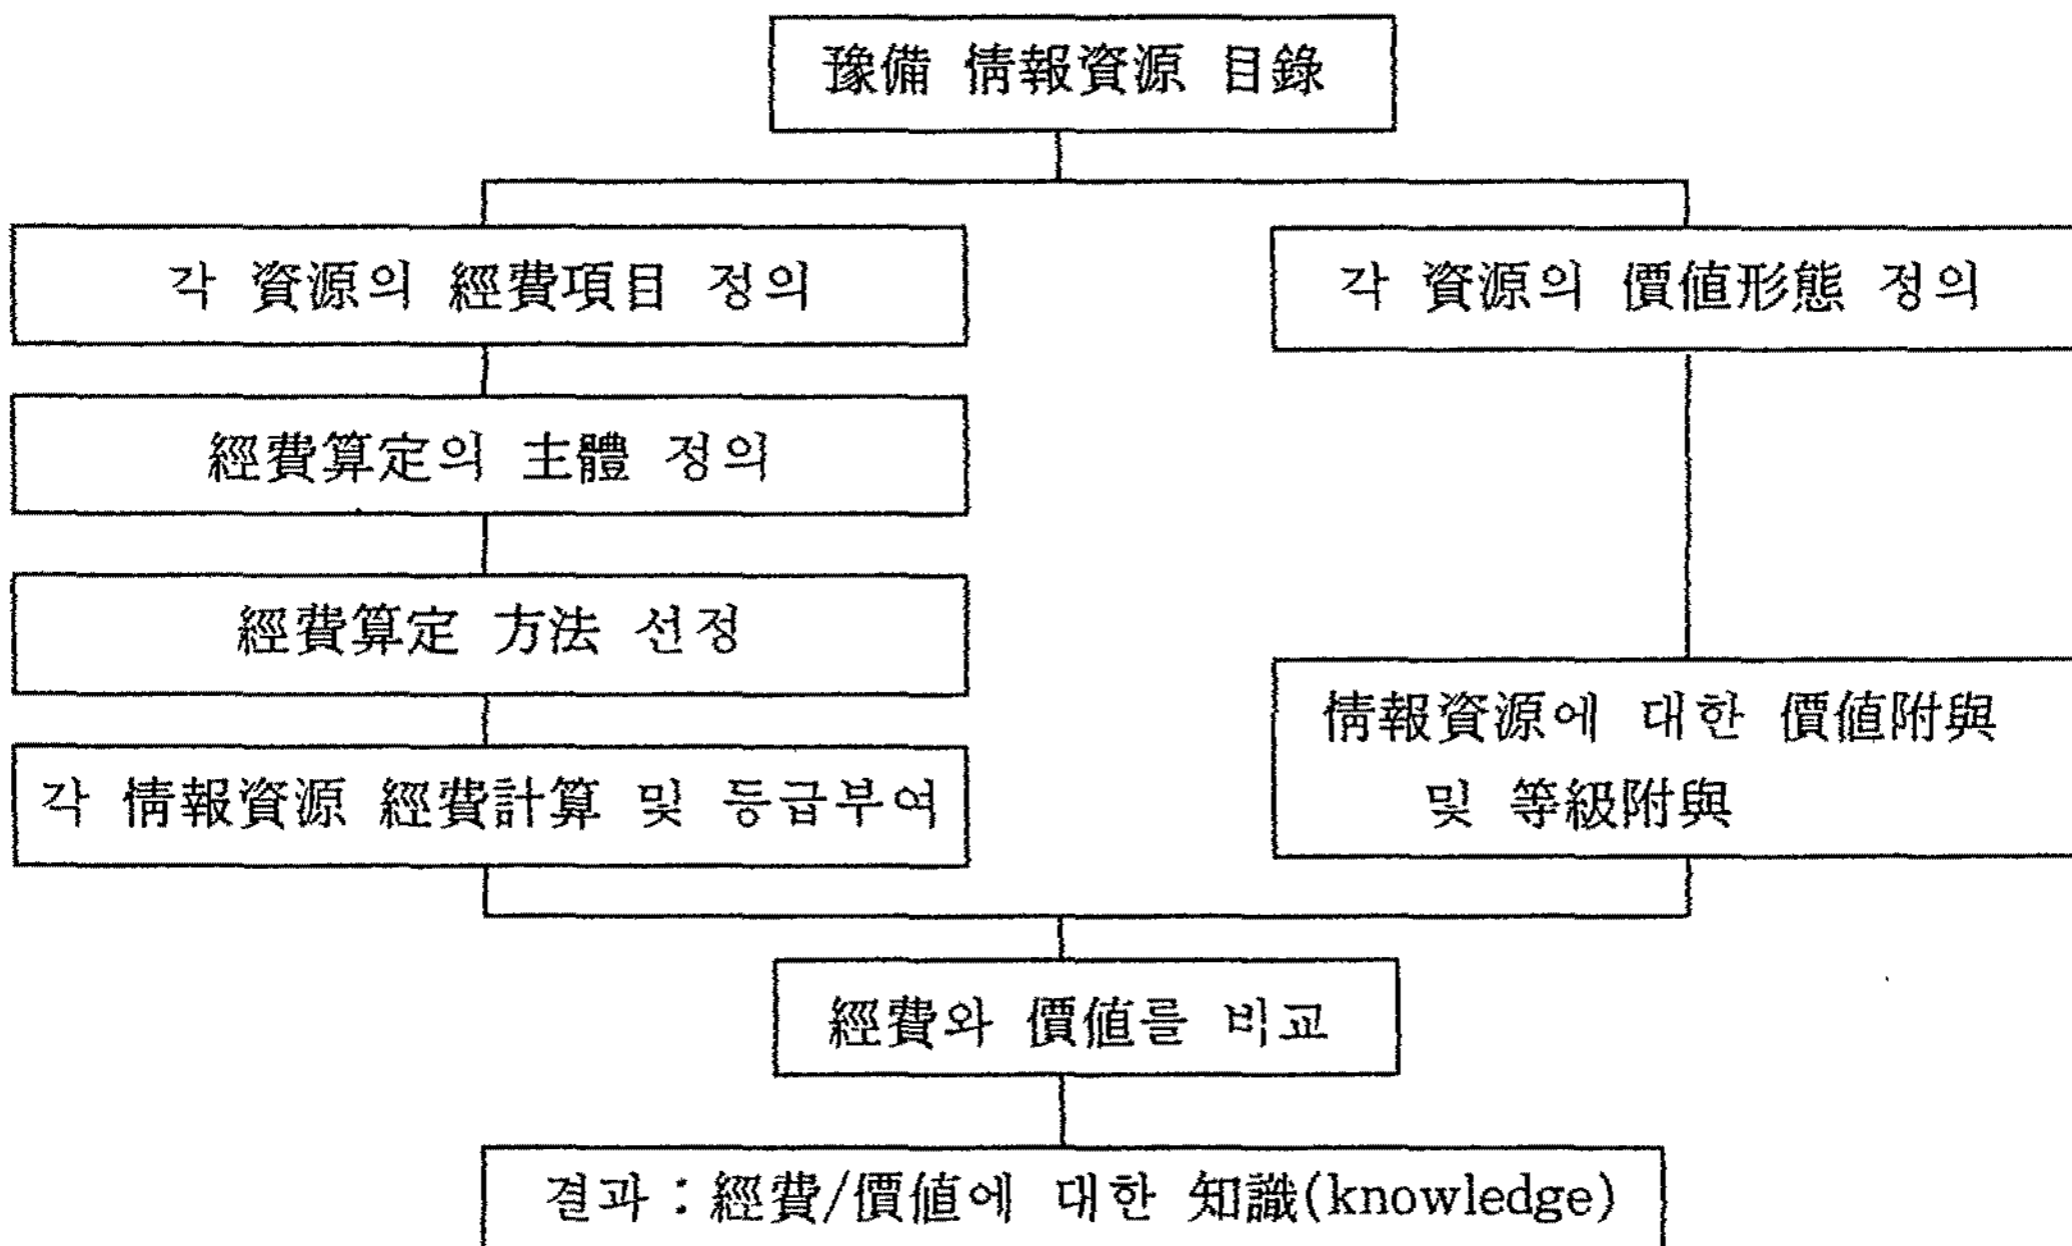 豫備 情報資源 目錄
각 資源의 經費項目 정의
각 資源의 價値形態 정의
經費算定의 主體 정의
經費算定 方法 선정
情報資源에 대한 價値附與
및 等級附與
각 情報資源 經費計算 및 등급부여
經費와 價値를 비교
결과 : 經費/價値에 대한 知識(knowledge)